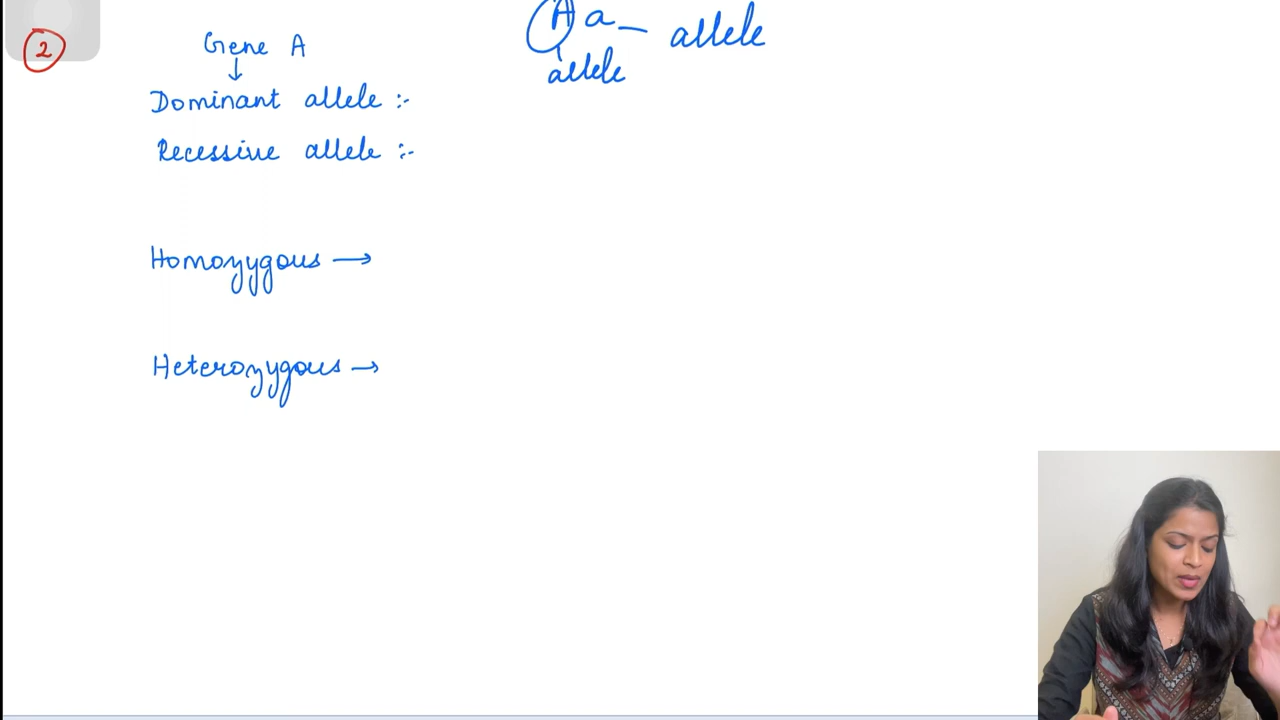 2
A a — allele
allele
Gene A
↓
Dominant allele :-
Recessive allele :-
Homozygous →
Heterozygous →